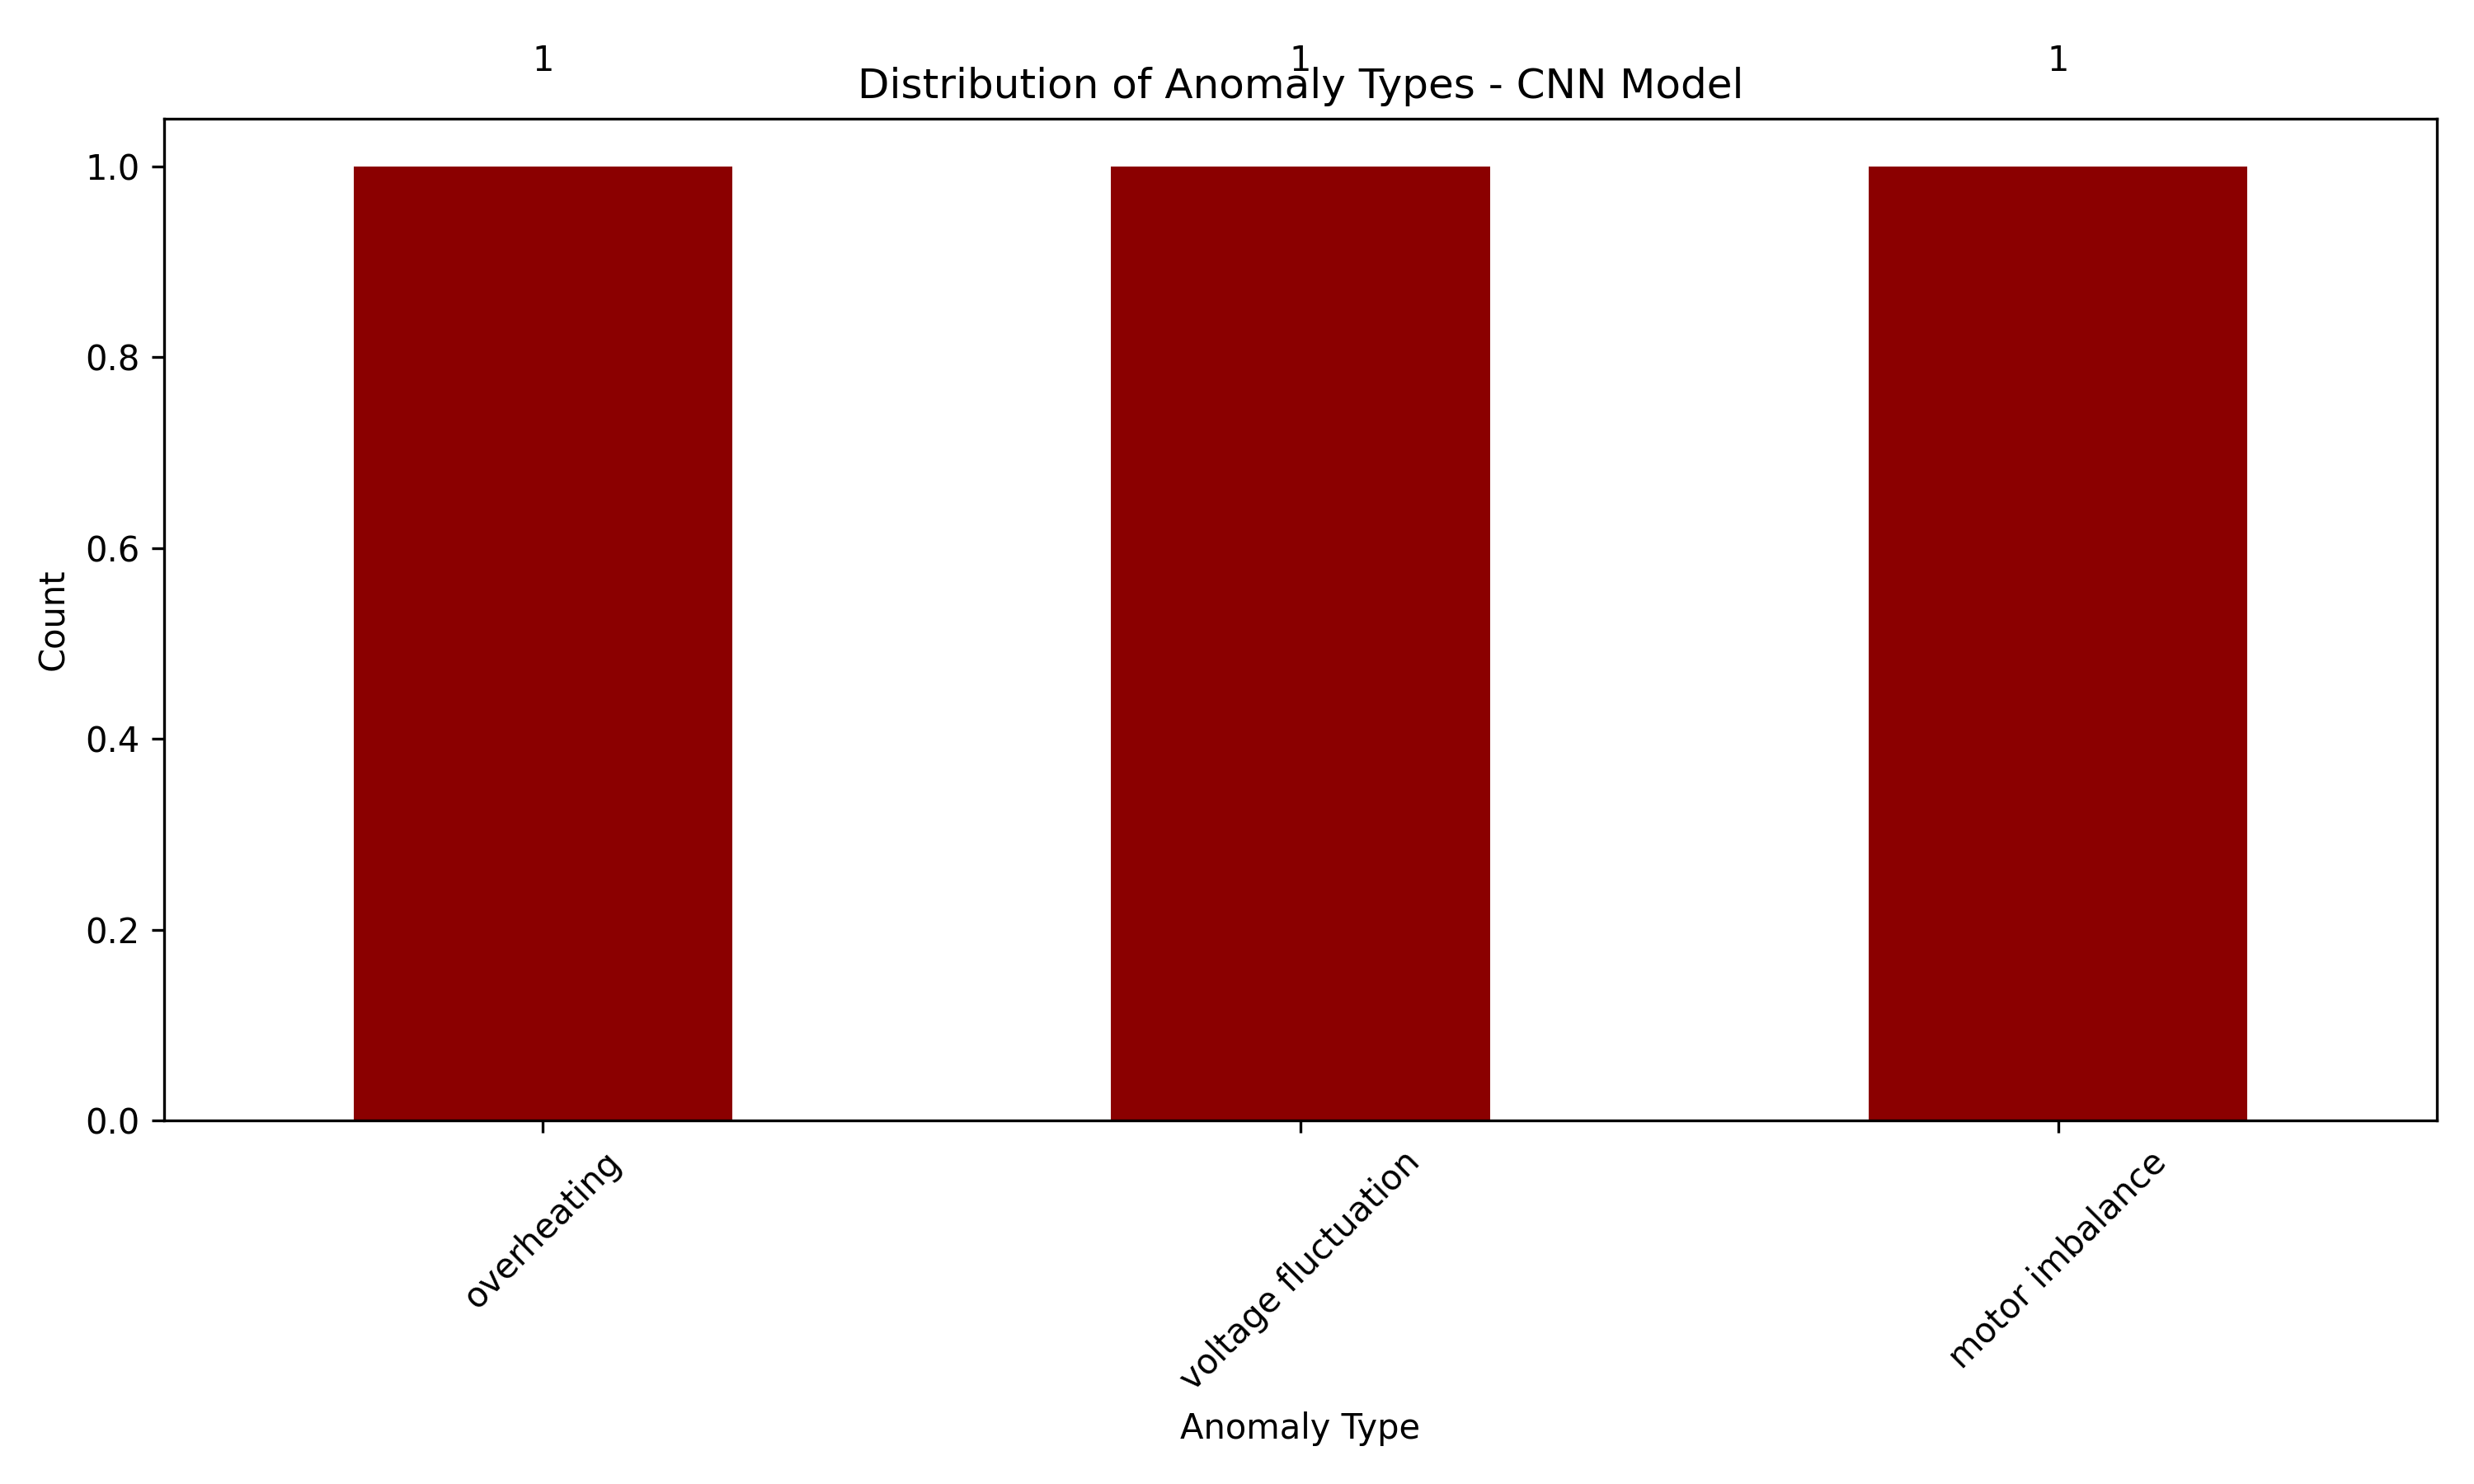 1 1 1
Distribution of Anomaly Types - CNN Model
1.0
0.8
0.6
0.4
0.2
0.0
Count
overheating
voltage fluctuation
motor imbalance
Anomaly Type